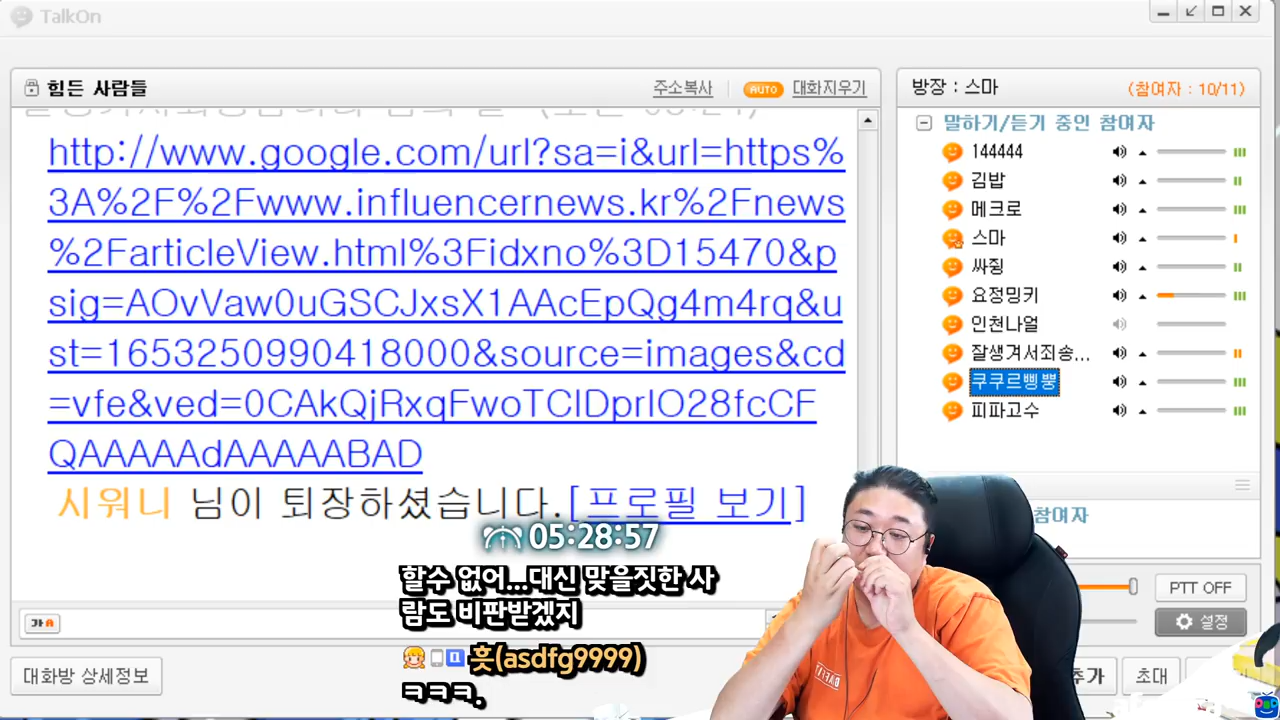 TalkOn
힘든 사람들
주소복사
AUTO 대화지우기
http://www.google.com/url?sa=i&url=https%
3A%2F%2Fwww.influencernews.kr%2Fnews
%2FarticleView.html%3Fidxno%3D15470&p
sig=AOvVaw0uGSCJxsX1AAcEpQg4m4rq&u
st=1653250990418000&source=images&cd
=vfe&ved=0CAkQjRxqFwoTCIDprIO28fcCF
QAAAAAdAAAAABAD
시워니 님이 퇴장하셨습니다.[프로필 보기]
05:28:57
할수 없어...대신 맞을짓한 사
람도 비판받겠지
흣(asdfg9999)
ㅋㅋㅋ.
가A
대화방 상세정보
방장 : 스마
(참여자 : 10/11)
말하기/듣기 중인 참여자
144444
김밥
메크로
스마
싸줭
요정밍키
인천나얼
잘생겨서죄송...
쿠쿠르삥뽕
피파고수
참여자
PTT OFF
설정
추가
초대